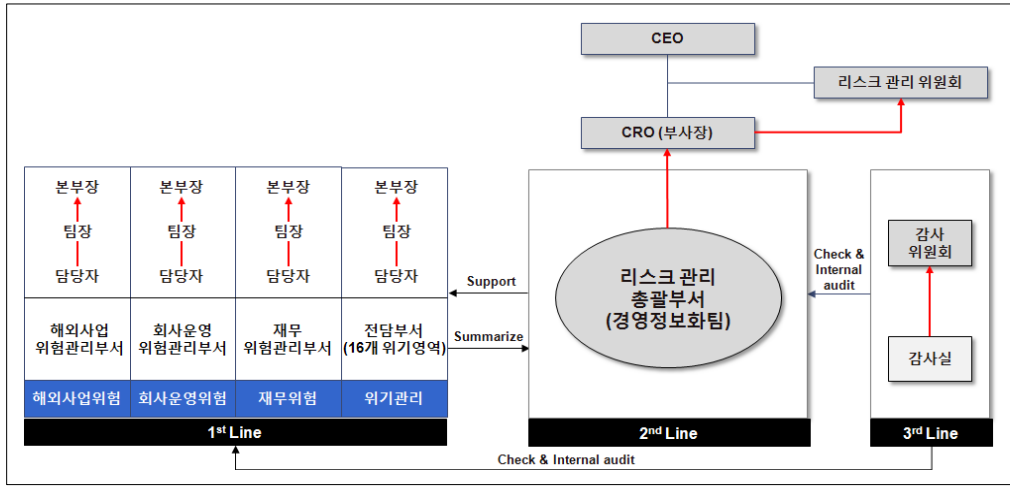 CEO
리스크 관리 위원회
CRO (부사장)
본부장
팀장
담당자
본부장
팀장
담당자
본부장
팀장
담당자
본부장
팀장
담당자
해외사업
위험관리부서
회사운영
위험관리부서
재무
위험관리부서
전담부서
(16개 위기영역)
해외사업위험
회사운영위험
재무위험
위기관리
1st Line
Support
Summarize
리스크 관리
총괄부서
(경영정보화팀)
2nd Line
Check &
Internal
audit
감사
위원회
감사실
3rd Line
Check & Internal audit